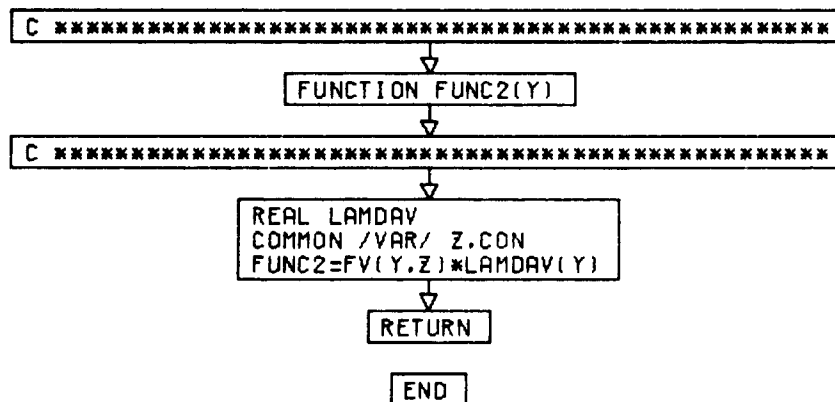 C ***************************************************
FUNCTION FUNC2(Y)
C ***************************************************
REAL LAMDAV
COMMON /VAR/ Z.CON
FUNC2=FV(Y.Z)*LAMDAV(Y)
RETURN
END